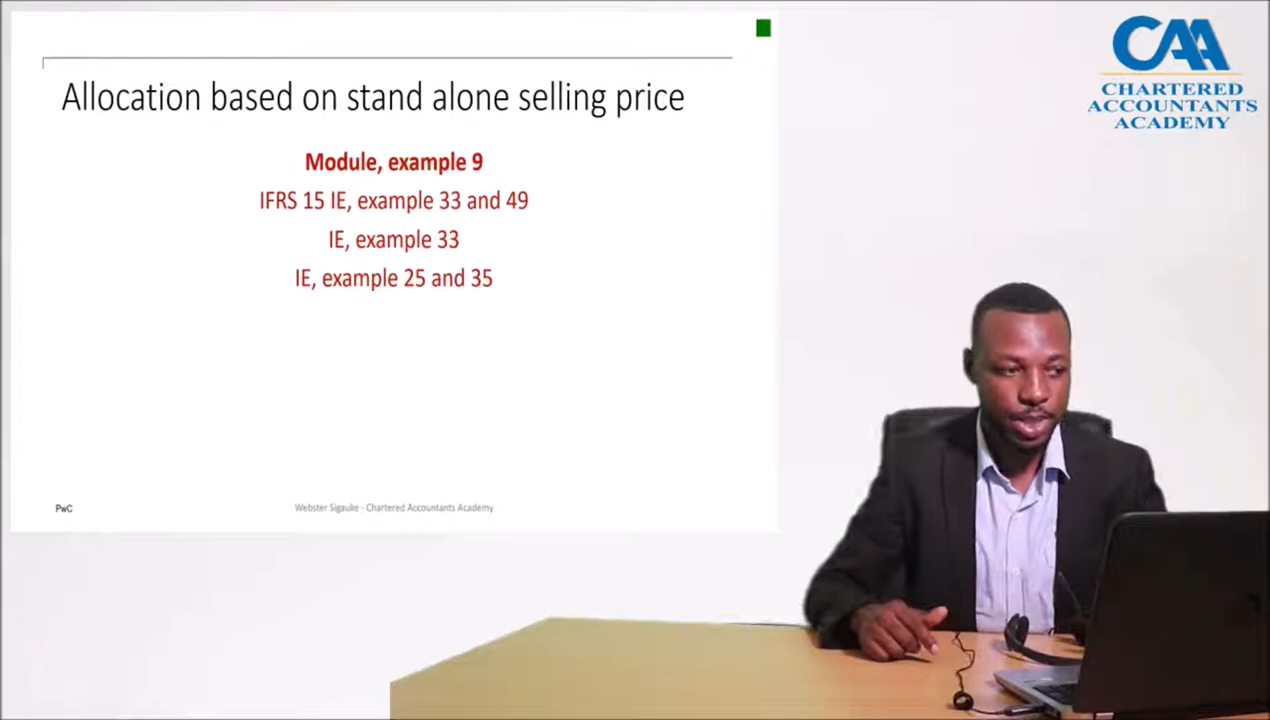 Allocation based on stand alone selling price
Module, example 9
IFRS 15 IE, example 33 and 49
IE, example 33
IE, example 25 and 35
PwC
Webster Sigauke - Chartered Accountants Academy
CAA
CHARTERED
ACCOUNTANTS
ACADEMY